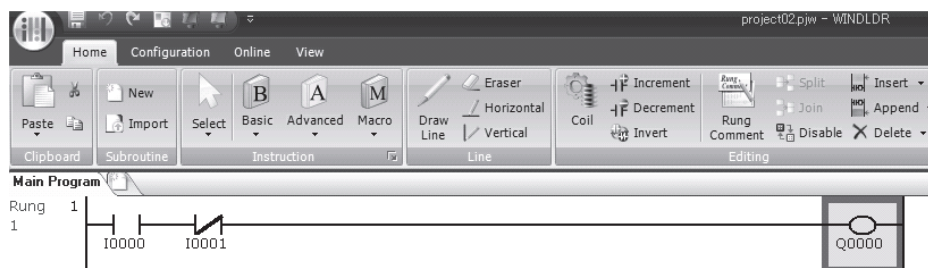 project02.pjw - WINDLDR
Home Configuration Online View
Paste
New
Import
Select Basic Advanced Macro
Draw Line
Eraser
Horizontal
Vertical
Coil
Increment
Decrement
Invert
Rung Comment
Split
Join
Disable
Insert
Append
Delete
Clipboard Subroutine Instruction Line Editing
Main Program
Rung 1
1
I0000 I0001 Q0000